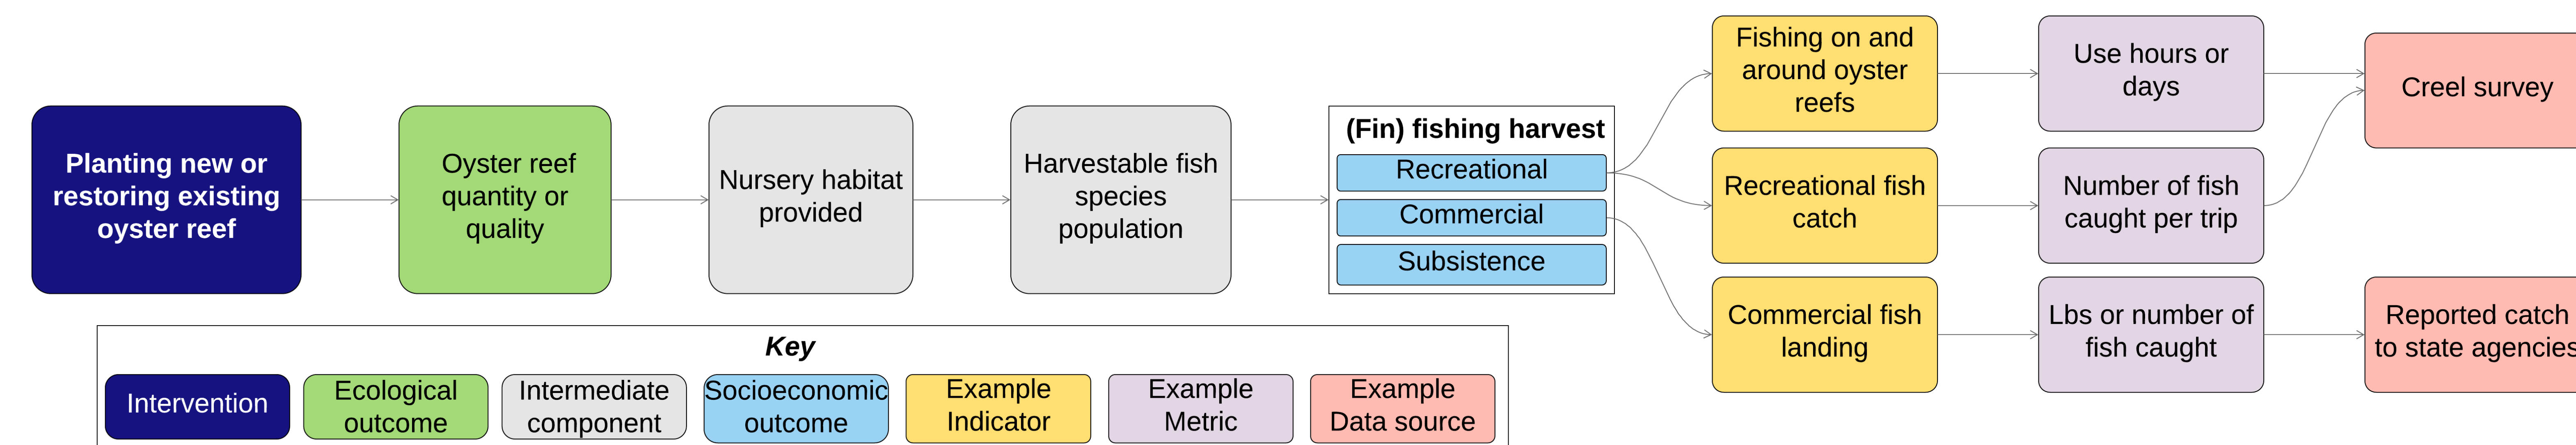 Planting new or
restoring existing
oyster reef
Oyster reef
quantity or
quality
Nursery habitat
provided
Harvestable fish
species
population
(Fin) fishing harvest
Recreational
Commercial
Subsistence
Fishing on and
around oyster
reefs
Recreational fish
catch
Commercial fish
landing
Use hours or
days
Number of fish
caught per trip
Lbs or number of
fish caught
Creel survey
Reported catch
to state agencies
Key
Intervention
Ecological
outcome
Intermediate
component
Socioeconomic
outcome
Example
Indicator
Example
Metric
Example
Data source